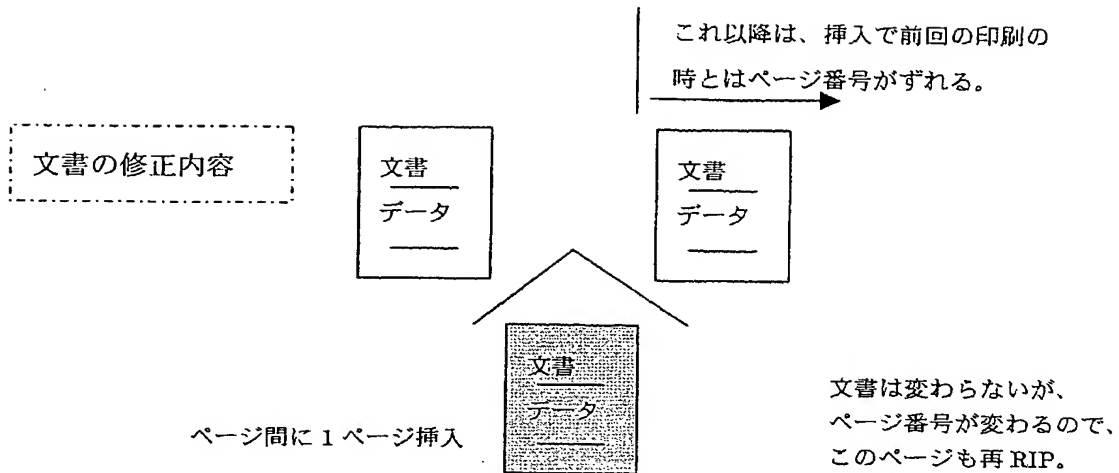 これ以降は、挿入で前回の印刷の
時とはページ番号がずれる。
文書の修正内容
文書
データ
文書
データ
文書
データ
ページ間に1ページ挿入
文書は変わらないが、
ページ番号が変わるので、
このページも再RIP。